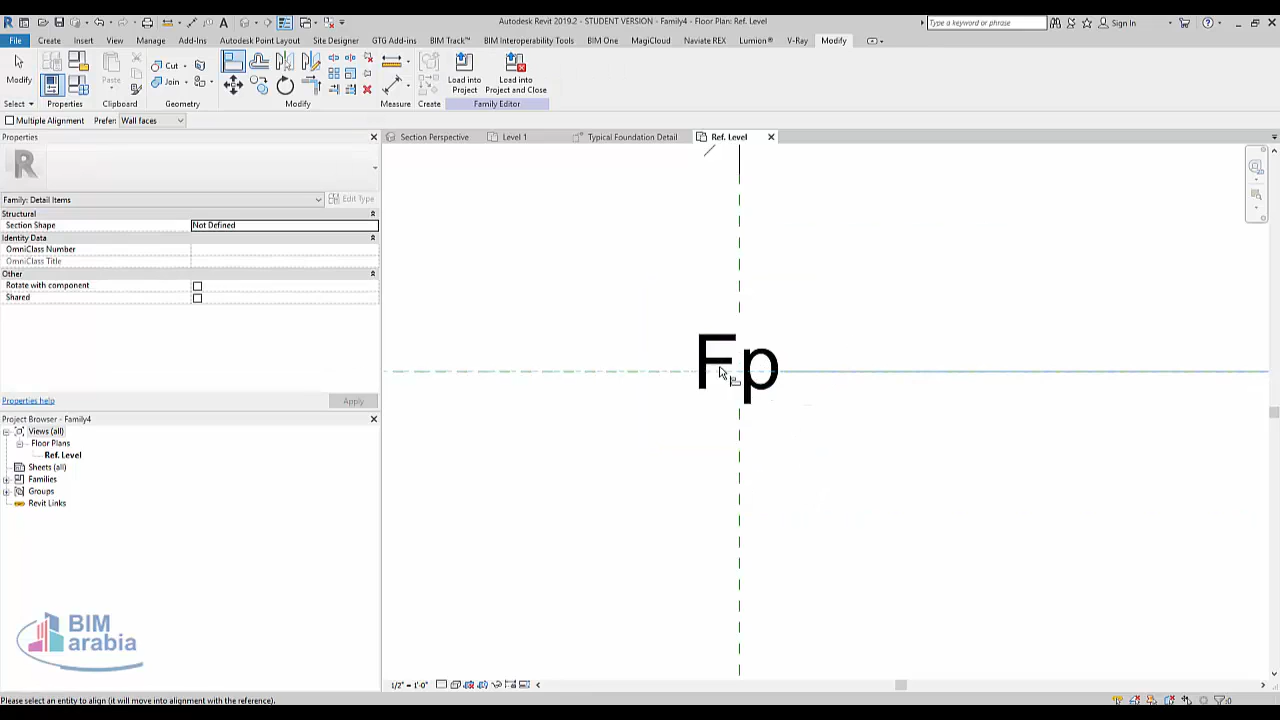 Autodesk Revit 2019.2 - STUDENT VERSION - Family4 - Floor Plan: Ref. Level
Type a keyword or phrase
Sign In
File Create Insert View Manage Add-Ins Autodesk Point Layout Site Designer GTG Add-ins BIM Track™ BIM Interoperability Tools BIM One MagiCloud Naviate REX Lumion® V-Ray Modify
Modify
Paste
Cut
Join
Load into Project
Load into Project and Close
Select Properties Clipboard Geometry Modify Measure Create Family Editor
Multiple Alignment Prefer: Wall faces
Properties
Section Perspective Level 1 Typical Foundation Detail Ref. Level
Family: Detail Items Edit Type
Structural
Section Shape Not Defined
Identity Data
OmniClass Number
OmniClass Title
Other
Rotate with component
Shared
Fp
Properties help Apply
Project Browser - Family4
Views (all)
Floor Plans
Ref. Level
Sheets (all)
Families
Groups
Revit Links
BIM
arabia
1/2" = 1'-0"
Please select an entity to align (it will move into alignment with the reference).